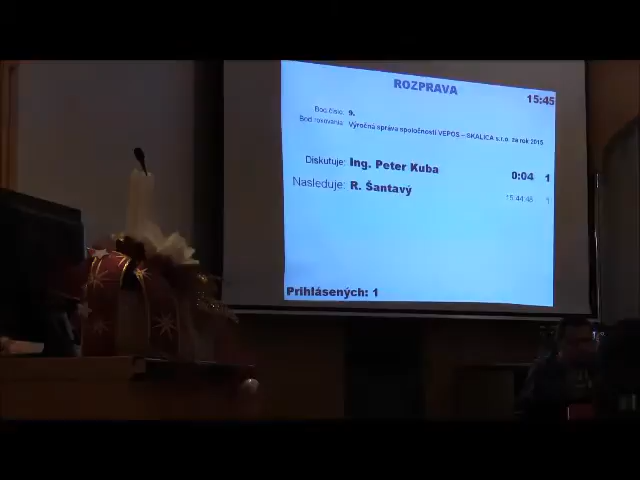 ROZPRAVA
15:45
Bod číslo: 9.
Bod rokovania: Výročná správa spoločnosti VEPOS – SKALICA s.r.o. za rok 2015
Diskutuje: Ing. Peter Kuba 0:04 1
Nasleduje: R. Šantavý 15:44:48 1
Prihlásených: 1